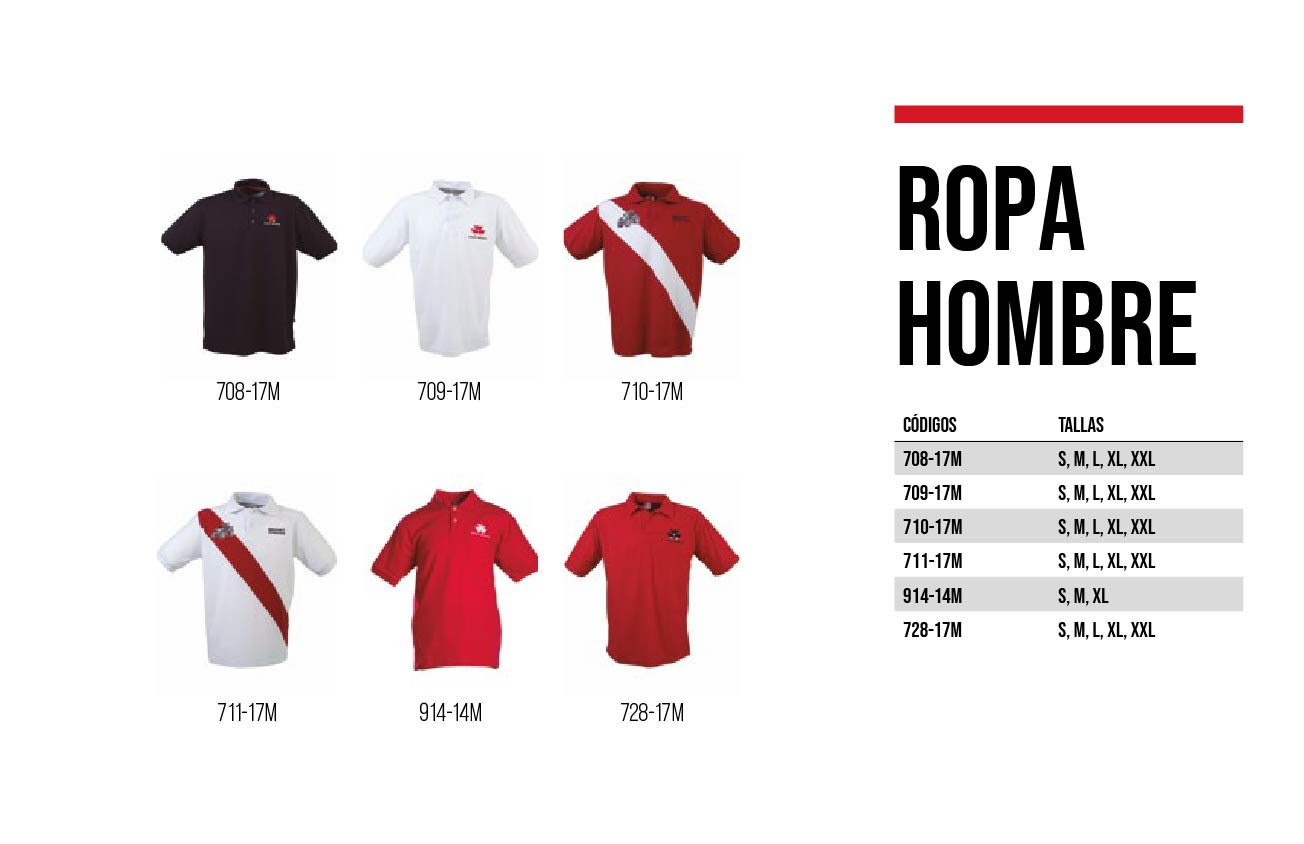 ROPA
HOMBRE
708-17M
709-17M
710-17M
711-17M
914-14M
728-17M
CÓDIGOS TALLAS
708-17M S, M, L, XL, XXL
709-17M S, M, L, XL, XXL
710-17M S, M, L, XL, XXL
711-17M S, M, L, XL, XXL
914-14M S, M, XL
728-17M S, M, L, XL, XXL